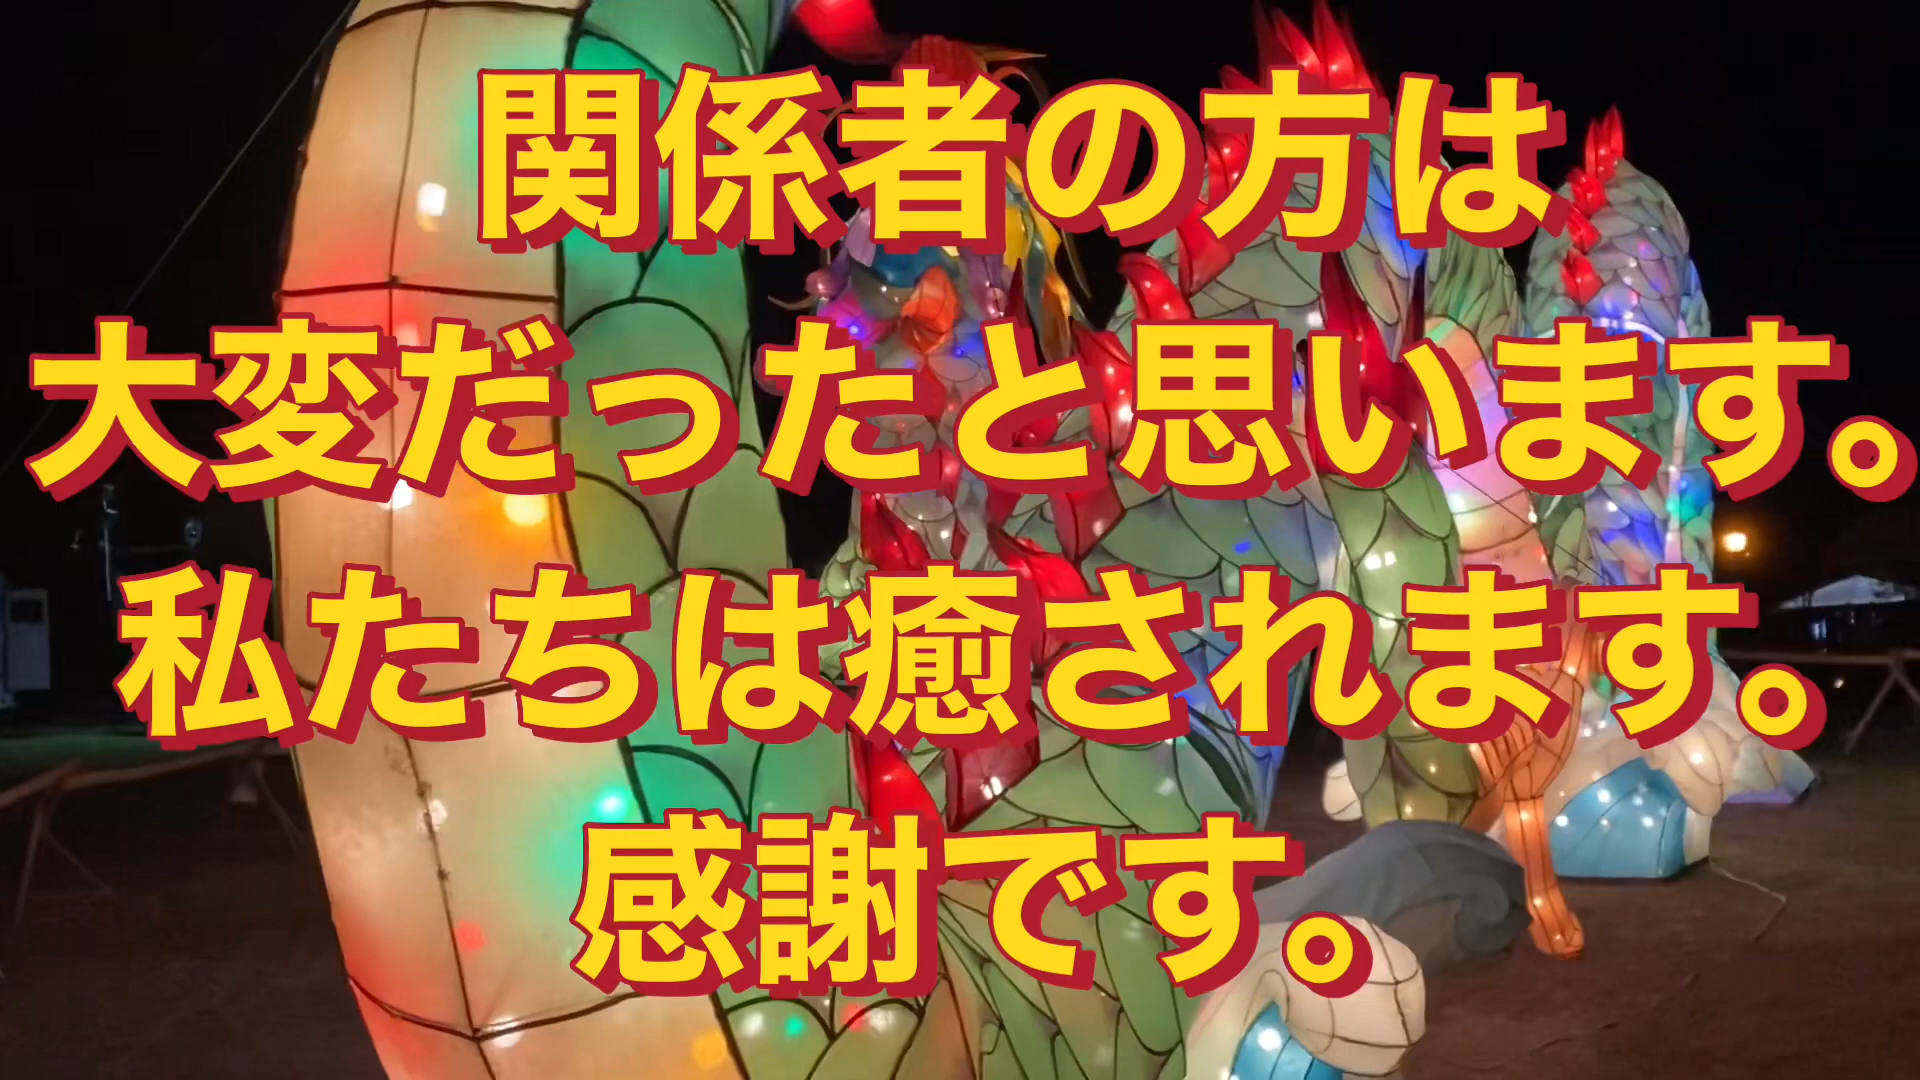 関係者の方は
大変だったと思います。
私たちは癒されます。
感謝です。